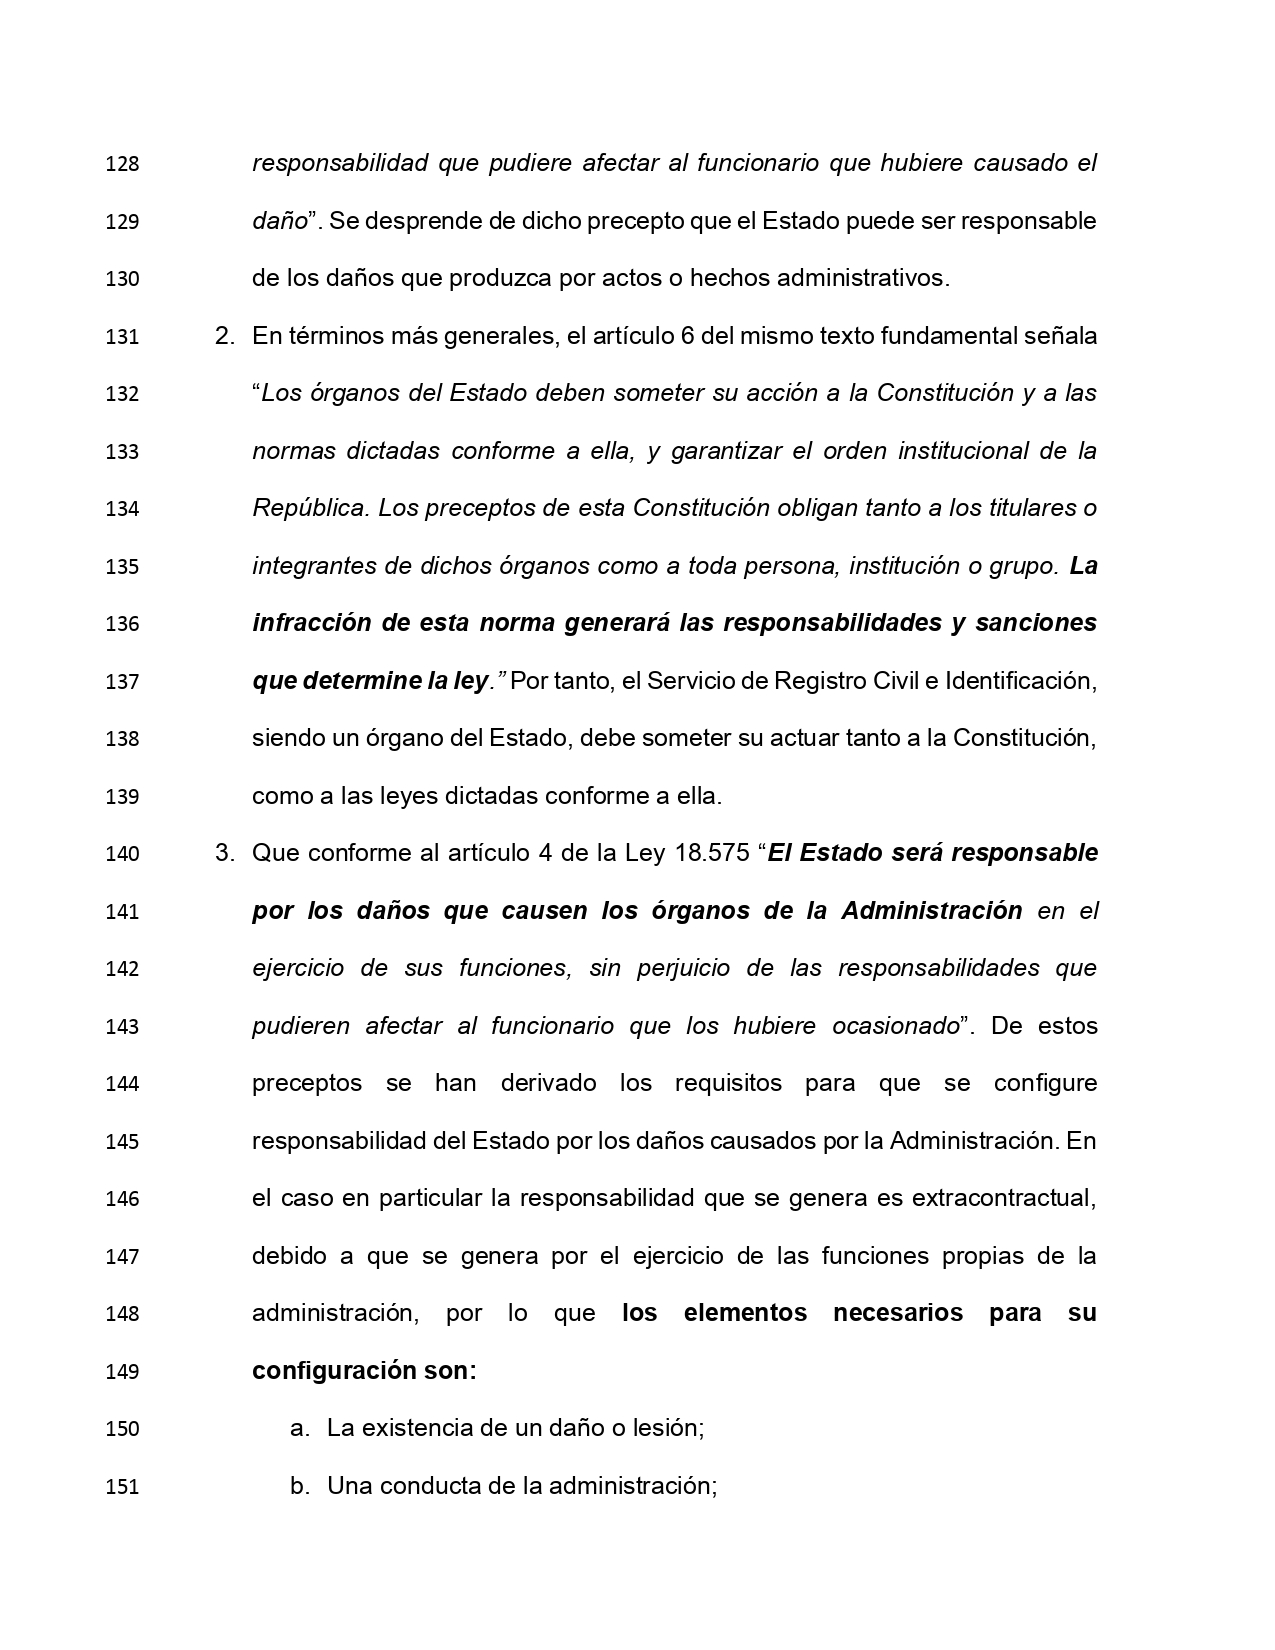 128 responsabilidad que pudiere afectar al funcionario que hubiere causado el
129 daño”. Se desprende de dicho precepto que el Estado puede ser responsable
130 de los daños que produzca por actos o hechos administrativos.
131 2. En términos más generales, el artículo 6 del mismo texto fundamental señala
132 “Los órganos del Estado deben someter su acción a la Constitución y a las
133 normas dictadas conforme a ella, y garantizar el orden institucional de la
134 República. Los preceptos de esta Constitución obligan tanto a los titulares o
135 integrantes de dichos órganos como a toda persona, institución o grupo. La
136 infracción de esta norma generará las responsabilidades y sanciones
137 que determine la ley.” Por tanto, el Servicio de Registro Civil e Identificación,
138 siendo un órgano del Estado, debe someter su actuar tanto a la Constitución,
139 como a las leyes dictadas conforme a ella.
140 3. Que conforme al artículo 4 de la Ley 18.575 “El Estado será responsable
141 por los daños que causen los órganos de la Administración en el
142 ejercicio de sus funciones, sin perjuicio de las responsabilidades que
143 pudieren afectar al funcionario que los hubiere ocasionado”. De estos
144 preceptos se han derivado los requisitos para que se configure
145 responsabilidad del Estado por los daños causados por la Administración. En
146 el caso en particular la responsabilidad que se genera es extracontractual,
147 debido a que se genera por el ejercicio de las funciones propias de la
148 administración, por lo que los elementos necesarios para su
149 configuración son:
150 a. La existencia de un daño o lesión;
151 b. Una conducta de la administración;